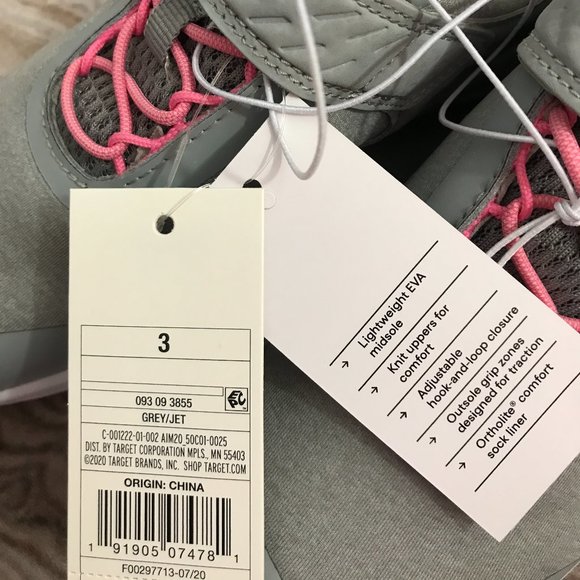 3
093 09 3855
GREY/JET
C-001222-01-002 AIM20_50C01-0025
DIST. BY TARGET CORPORATION MPLS., MN 55403
©2020 TARGET BRANDS, INC. SHOP TARGET.COM
ORIGIN: CHINA
1 91905 07478 1
F00297713-07/20
→ Lightweight EVA
midsole
→ Knit uppers for
comfort
→ Adjustable
hook-and-loop closure
→ Outsole grip zones
designed for traction
→ Ortholite® comfort
sock liner